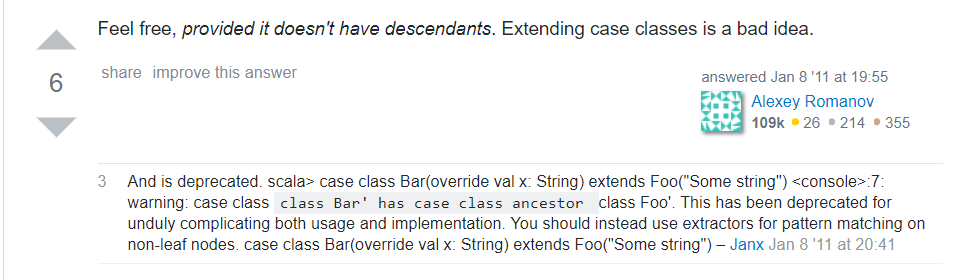 Feel free, provided it doesn't have descendants. Extending case classes is a bad idea.
6
share improve this answer
answered Jan 8 '11 at 19:55
Alexey Romanov
109k ● 26 ● 214 ● 355
3 And is deprecated. scala> case class Bar(override val x: String) extends Foo("Some string") <console>:7:
warning: case class class Bar' has case class ancestor class Foo'. This has been deprecated for
unduly complicating both usage and implementation. You should instead use extractors for pattern matching on
non-leaf nodes. case class Bar(override val x: String) extends Foo("Some string") – Janx Jan 8 '11 at 20:41